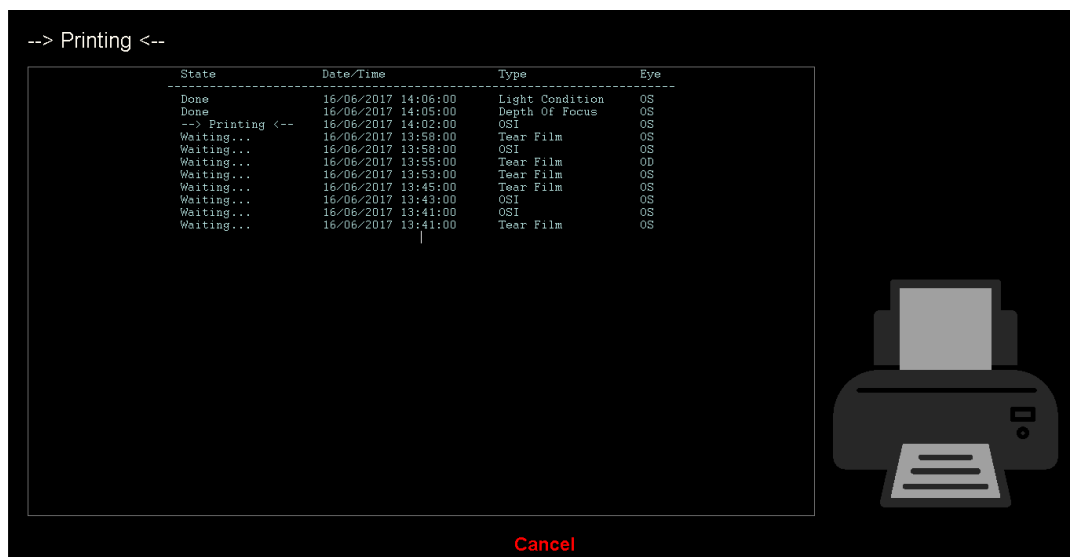 --> Printing <--
State Date/Time Type Eye
--------------------------------------------------------------------------
Done 16/06/2017 14:06:00 Light Condition OS
Done 16/06/2017 14:05:00 Depth Of Focus OS
--> Printing <-- 16/06/2017 14:02:00 OSI OS
Waiting... 16/06/2017 13:58:00 Tear Film OS
Waiting... 16/06/2017 13:58:00 OSI OS
Waiting... 16/06/2017 13:55:00 Tear Film OD
Waiting... 16/06/2017 13:53:00 Tear Film OS
Waiting... 16/06/2017 13:45:00 Tear Film OS
Waiting... 16/06/2017 13:43:00 OSI OS
Waiting... 16/06/2017 13:41:00 OSI OS
Waiting... 16/06/2017 13:41:00 Tear Film OS
Cancel